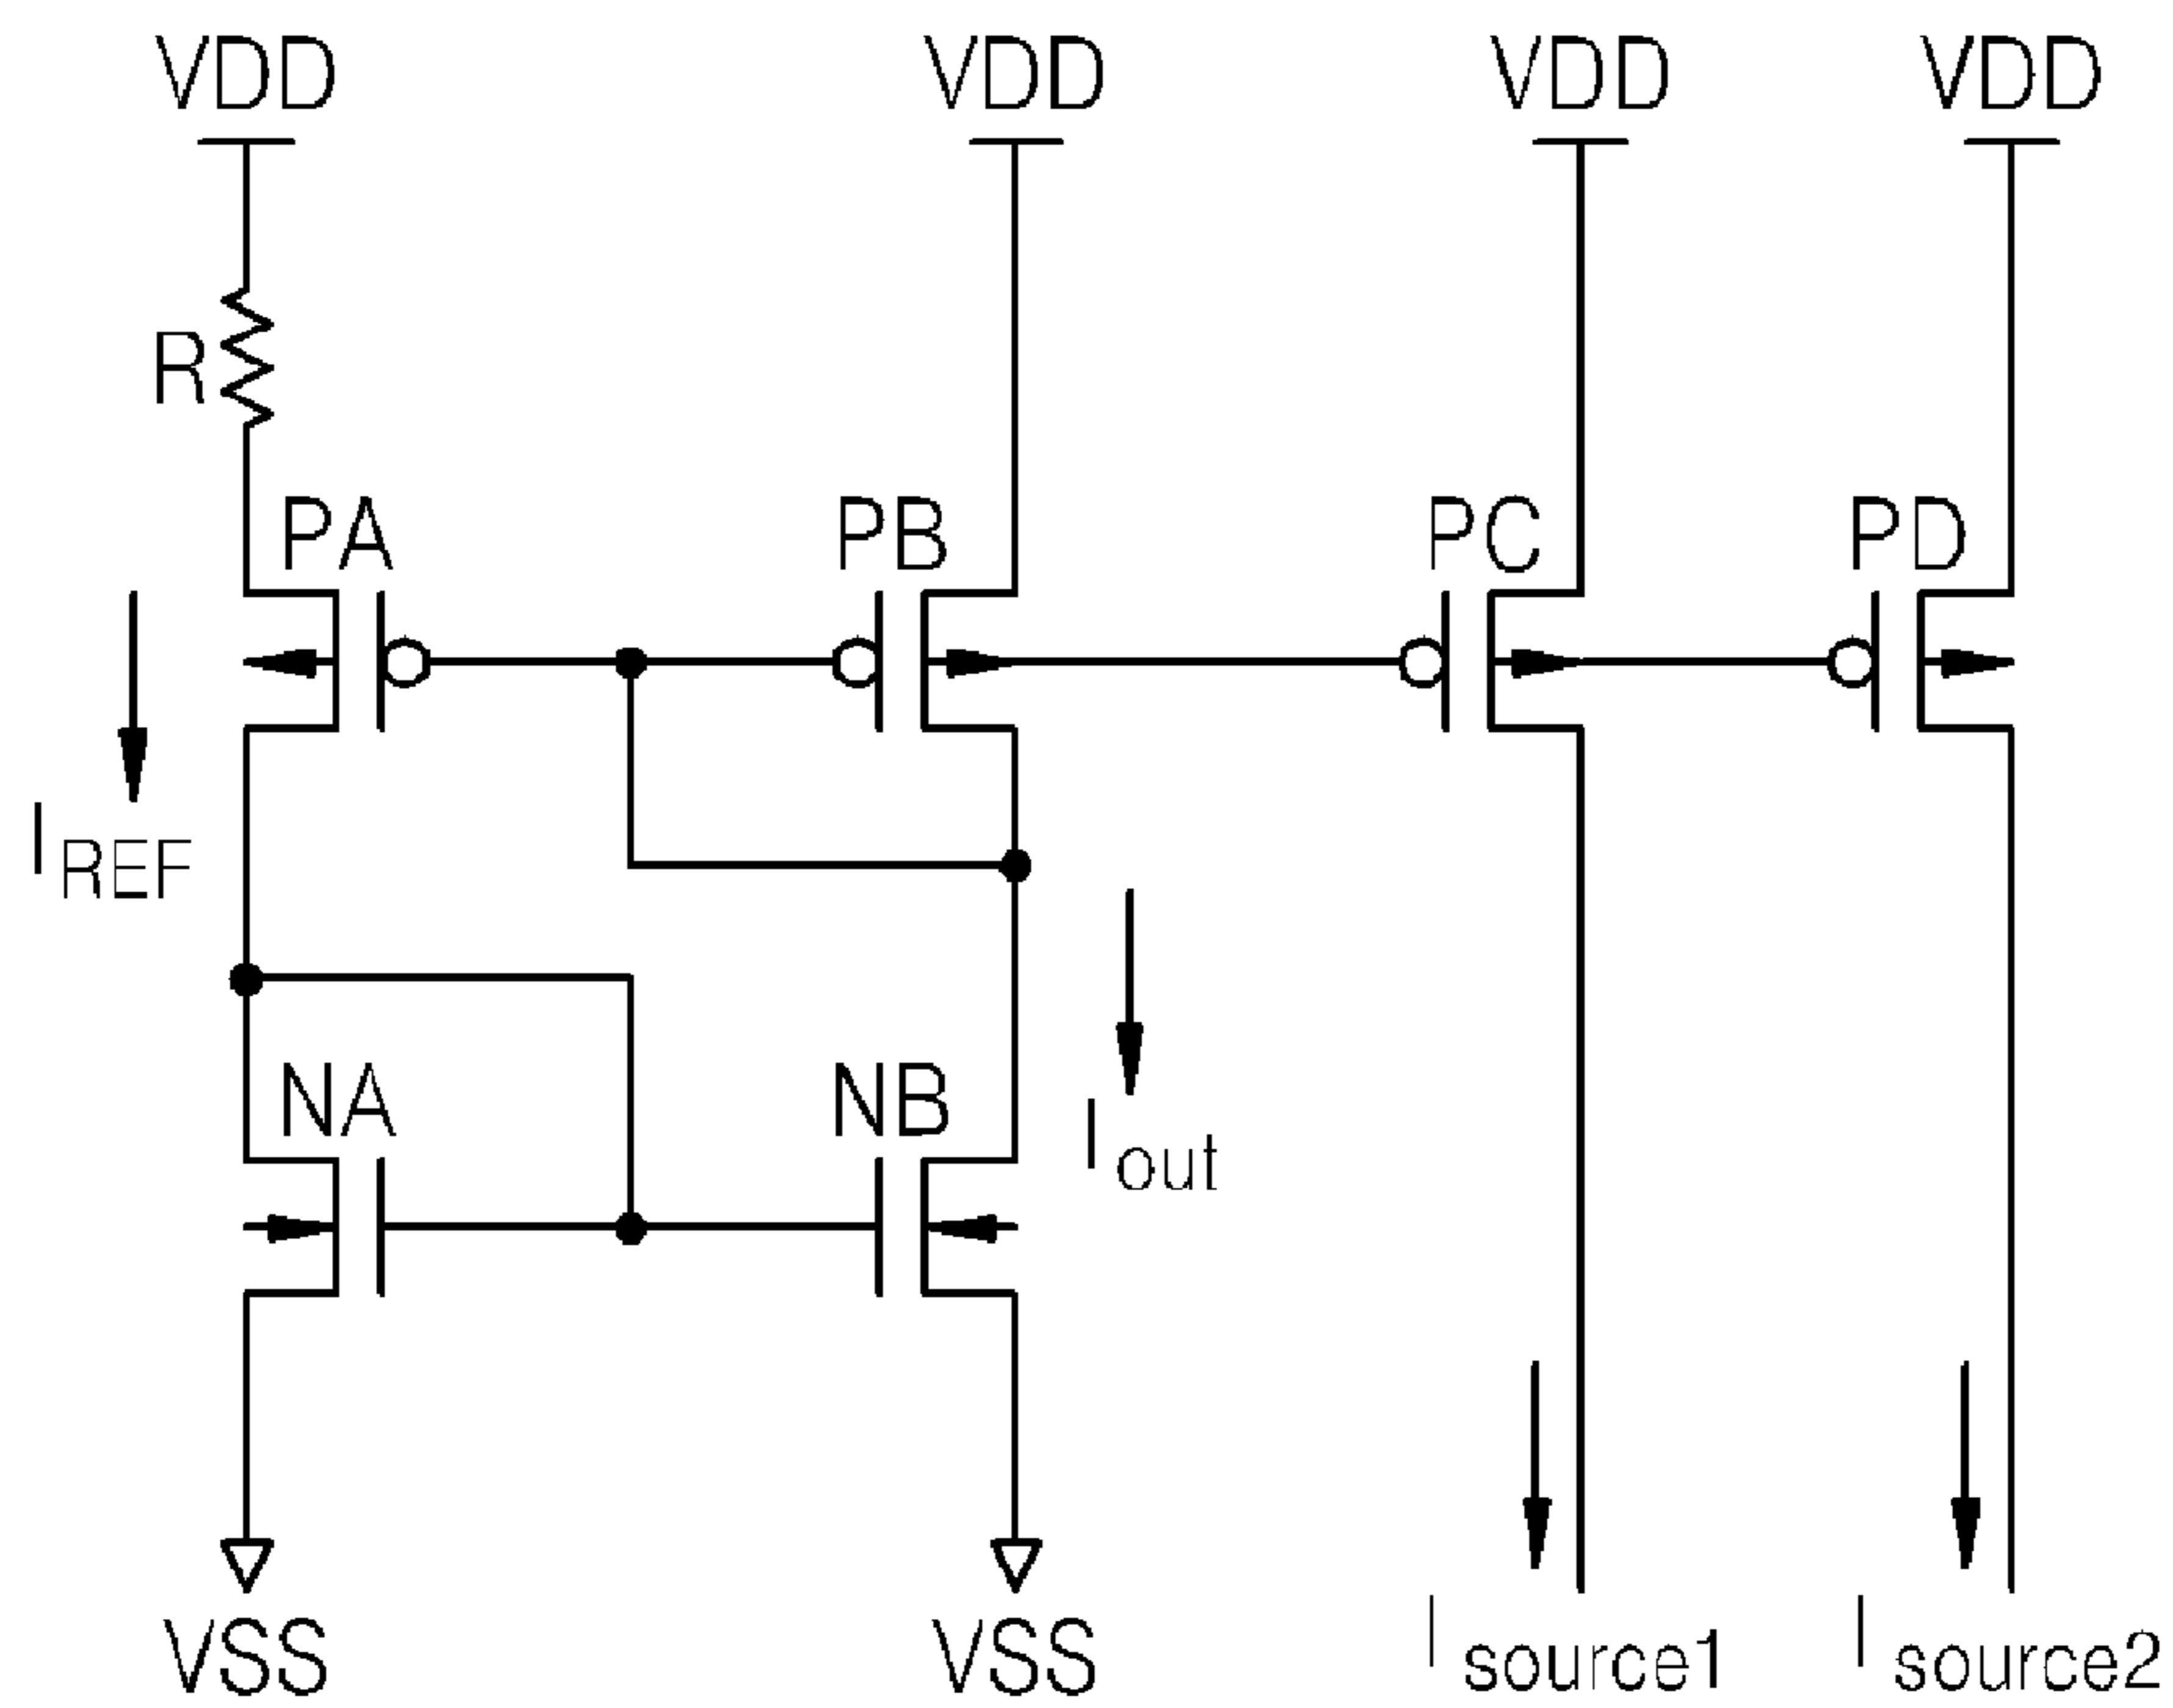 VDD VDD VDD VDD
R
PA PB PC PD
IREF
NA NB
Iout
VSS VSS Isource1 Isource2